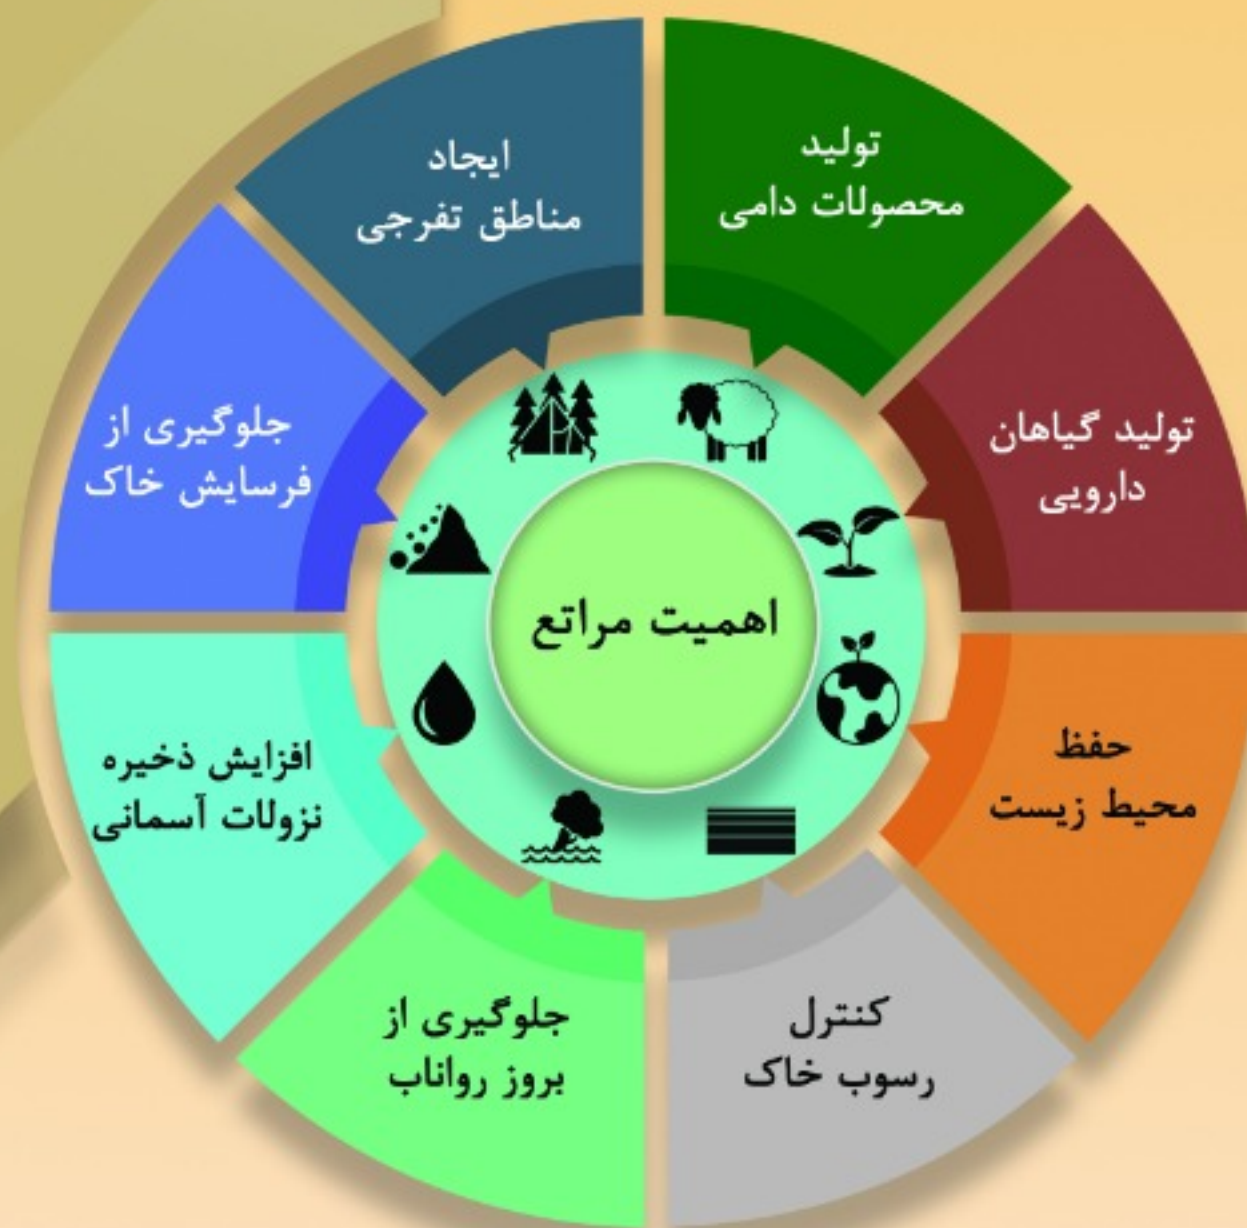 اهمیت مراتع
تولید
محصولات دامی
تولید گیاهان
دارویی
حفظ
محیط زیست
کنترل
رسوب خاک
جلوگیری از
بروز رواناب
افزایش ذخیره
نزولات آسمانی
جلوگیری از
فرسایش خاک
ایجاد
مناطق تفرجی